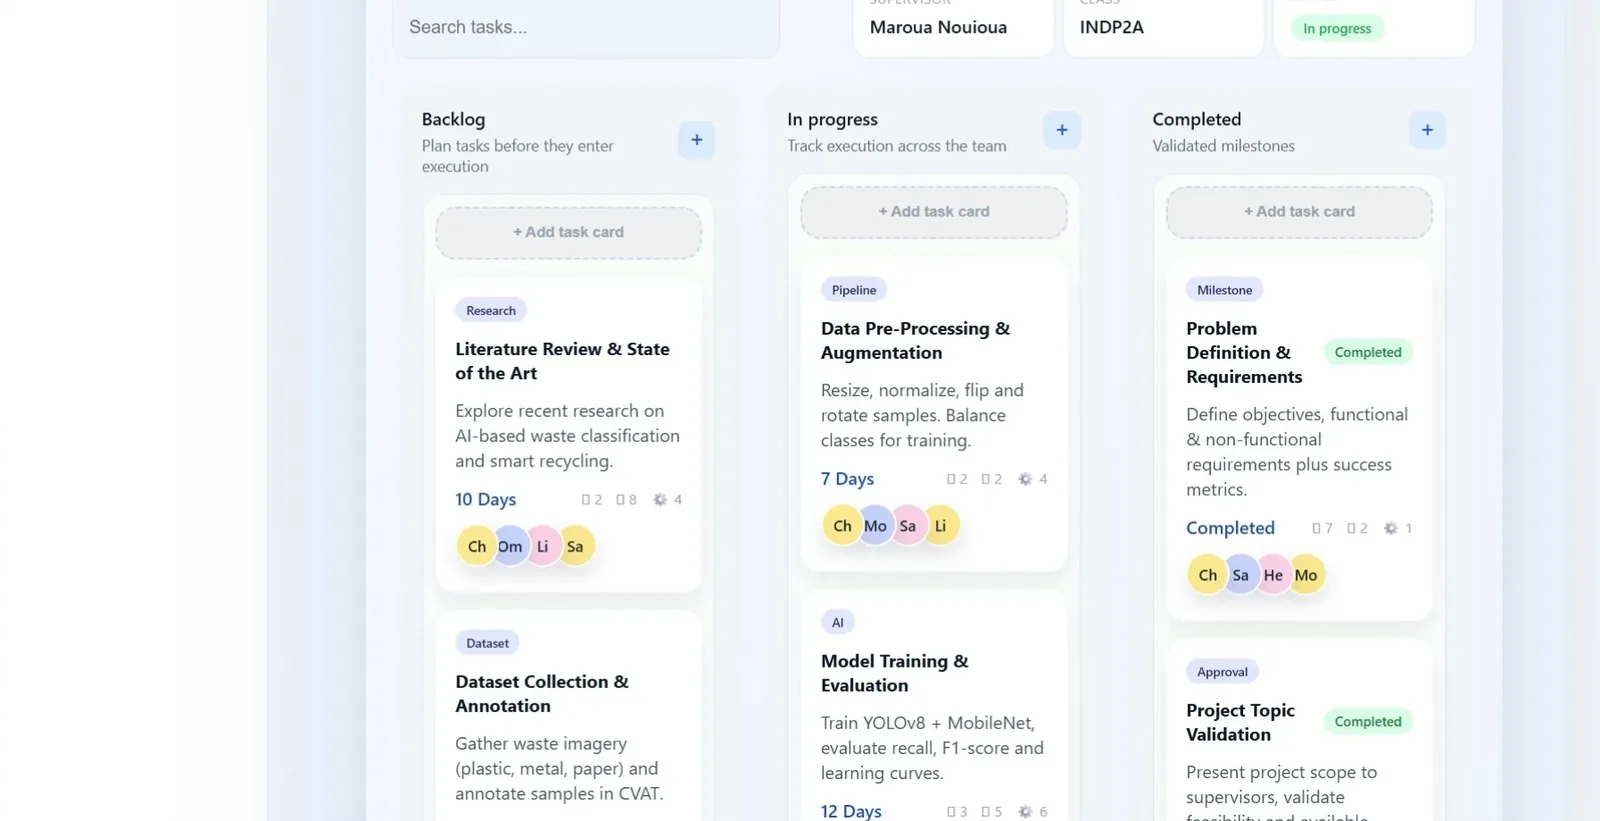 SUPERVISOR
CLASS
Search tasks...
Maroua Nouioua
INDP2A
In progress
Backlog
Plan tasks before they enter
execution
+
+ Add task card
Research
Literature Review & State
of the Art
Explore recent research on
AI-based waste classification
and smart recycling.
10 Days
2 8 4
Ch Om Li Sa
Dataset
Dataset Collection &
Annotation
Gather waste imagery
(plastic, metal, paper) and
annotate samples in CVAT.
In progress
Track execution across the team
+
+ Add task card
Pipeline
Data Pre-Processing &
Augmentation
Resize, normalize, flip and
rotate samples. Balance
classes for training.
7 Days
2 2 4
Ch Mo Sa Li
AI
Model Training &
Evaluation
Train YOLOv8 + MobileNet,
evaluate recall, F1-score and
learning curves.
12 Days
3 5 6
Completed
Validated milestones
+
+ Add task card
Milestone
Problem
Definition &
Requirements
Completed
Define objectives, functional
& non-functional
requirements plus success
metrics.
Completed
7 2 1
Ch Sa He Mo
Approval
Project Topic
Validation
Completed
Present project scope to
supervisors, validate
feasibility and available